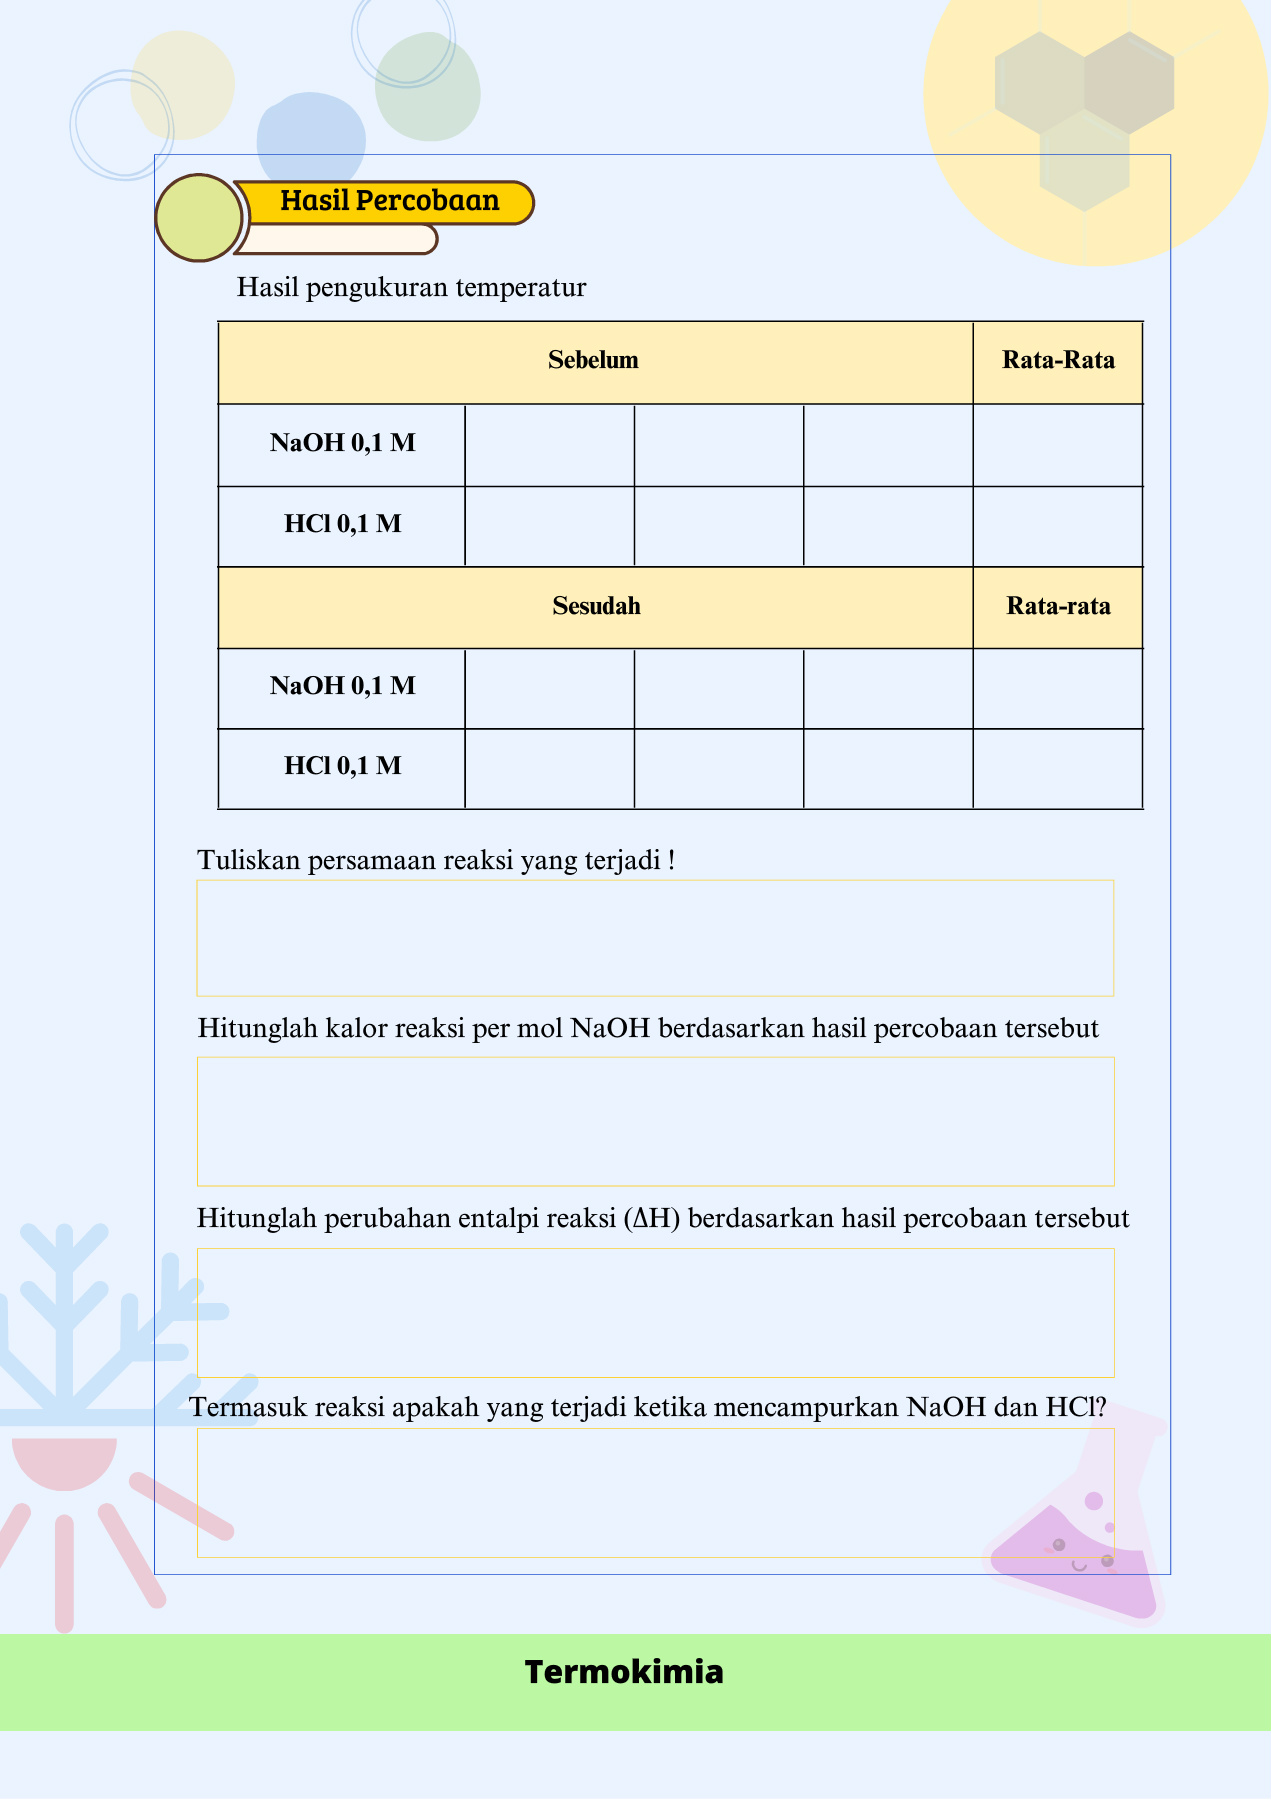 Hasil Percobaan
Hasil pengukuran temperatur
Sebelum Rata-Rata
NaOH 0,1 M
HCl 0,1 M
Sesudah Rata-rata
NaOH 0,1 M
HCl 0,1 M
Tuliskan persamaan reaksi yang terjadi !
Hitunglah kalor reaksi per mol NaOH berdasarkan hasil percobaan tersebut
Hitunglah perubahan entalpi reaksi (ΔH) berdasarkan hasil percobaan tersebut
Termasuk reaksi apakah yang terjadi ketika mencampurkan NaOH dan HCl?
Termokimia